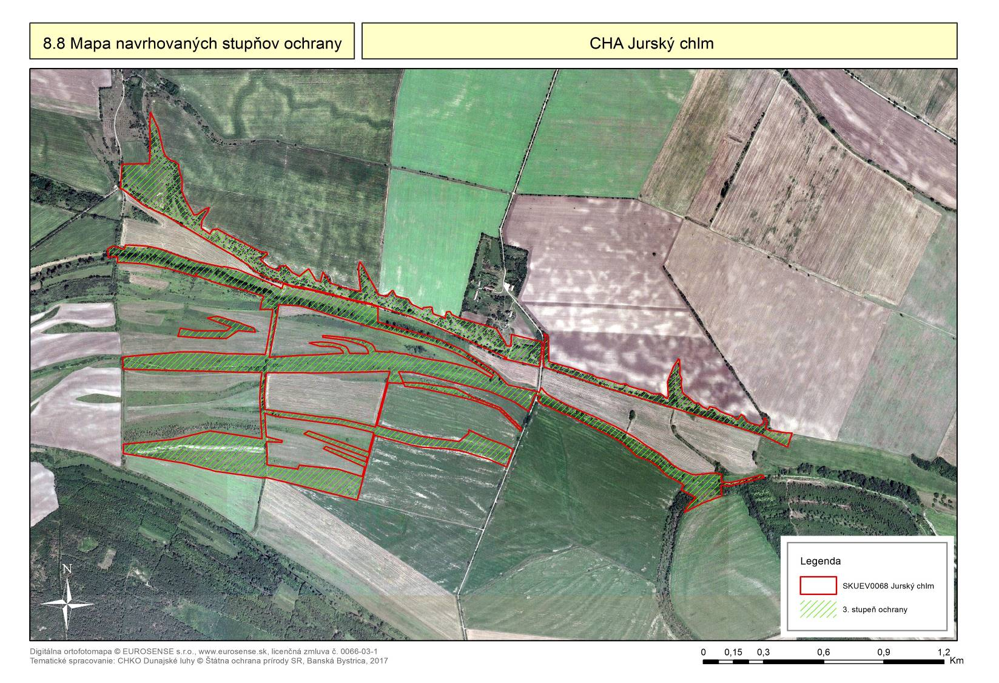 8.8 Mapa navrhovaných stupňov ochrany
CHA Jurský chlm
N
Legenda
SKUEV0068 Jurský chlm
3. stupeň ochrany
Digitálna ortofotomapa © EUROSENSE s.r.o., www.eurosense.sk, licenčná zmluva č. 0066-03-1
Tematické spracovanie: CHKO Dunajské luhy © Štátna ochrana prírody SR, Banská Bystrica, 2017
0 0,15 0,3 0,6 0,9 1,2
Km